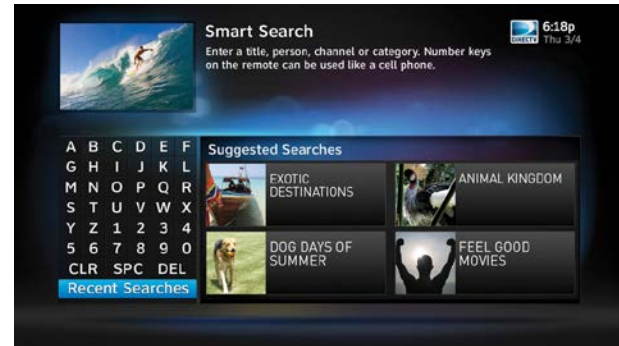 Smart Search
Enter a title, person, channel or category. Number keys
on the remote can be used like a cell phone.
DIRECTV
6:18p
Thu 3/4
A B C D E F
G H I J K L
M N O P Q R
S T U V W X
Y Z 1 2 3 4
5 6 7 8 9 0
CLR SPC DEL
Recent Searches
Suggested Searches
EXOTIC
DESTINATIONS
ANIMAL KINGDOM
DOG DAYS OF
SUMMER
FEEL GOOD
MOVIES